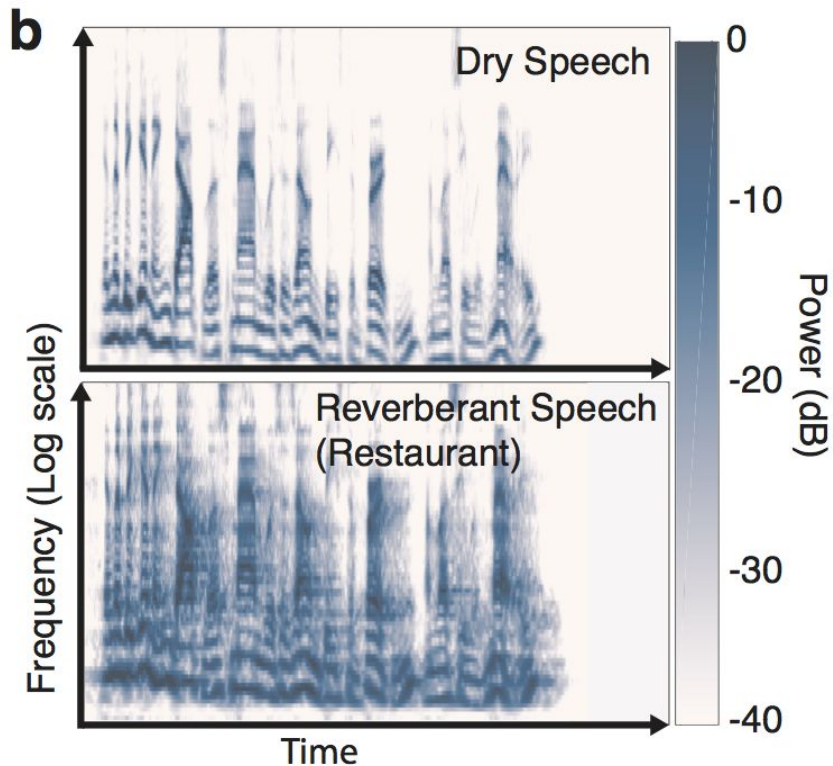 b
Dry Speech
Reverberant Speech
(Restaurant)
Frequency (Log scale)
Time
0
-10
-20
-30
-40
Power (dB)